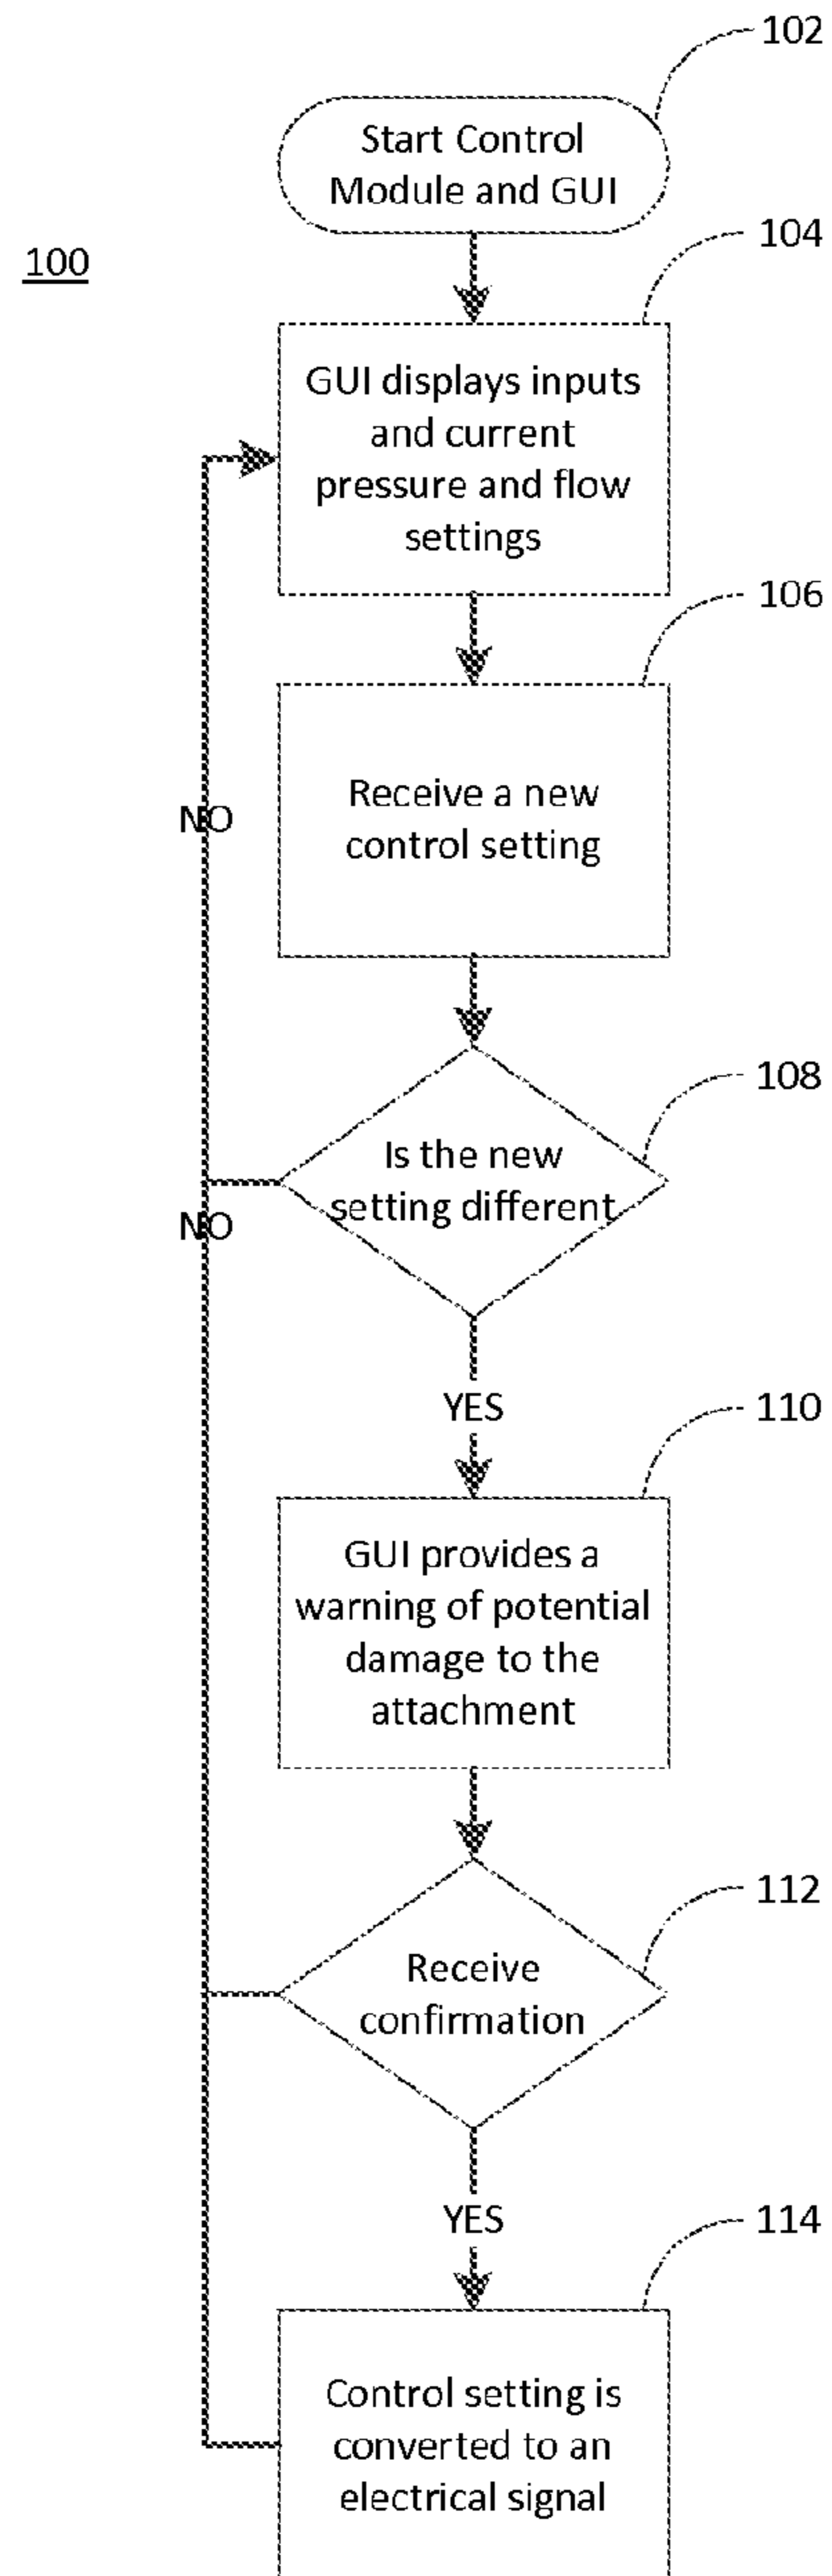 102
Start Control
Module and GUI
100
104
GUI displays inputs
and current
pressure and flow
settings
106
Receive a new
control setting
NO
108
Is the new
setting different
NO
YES
110
GUI provides a
warning of potential
damage to the
attachment
112
Receive
confirmation
YES
114
Control setting is
converted to an
electrical signal